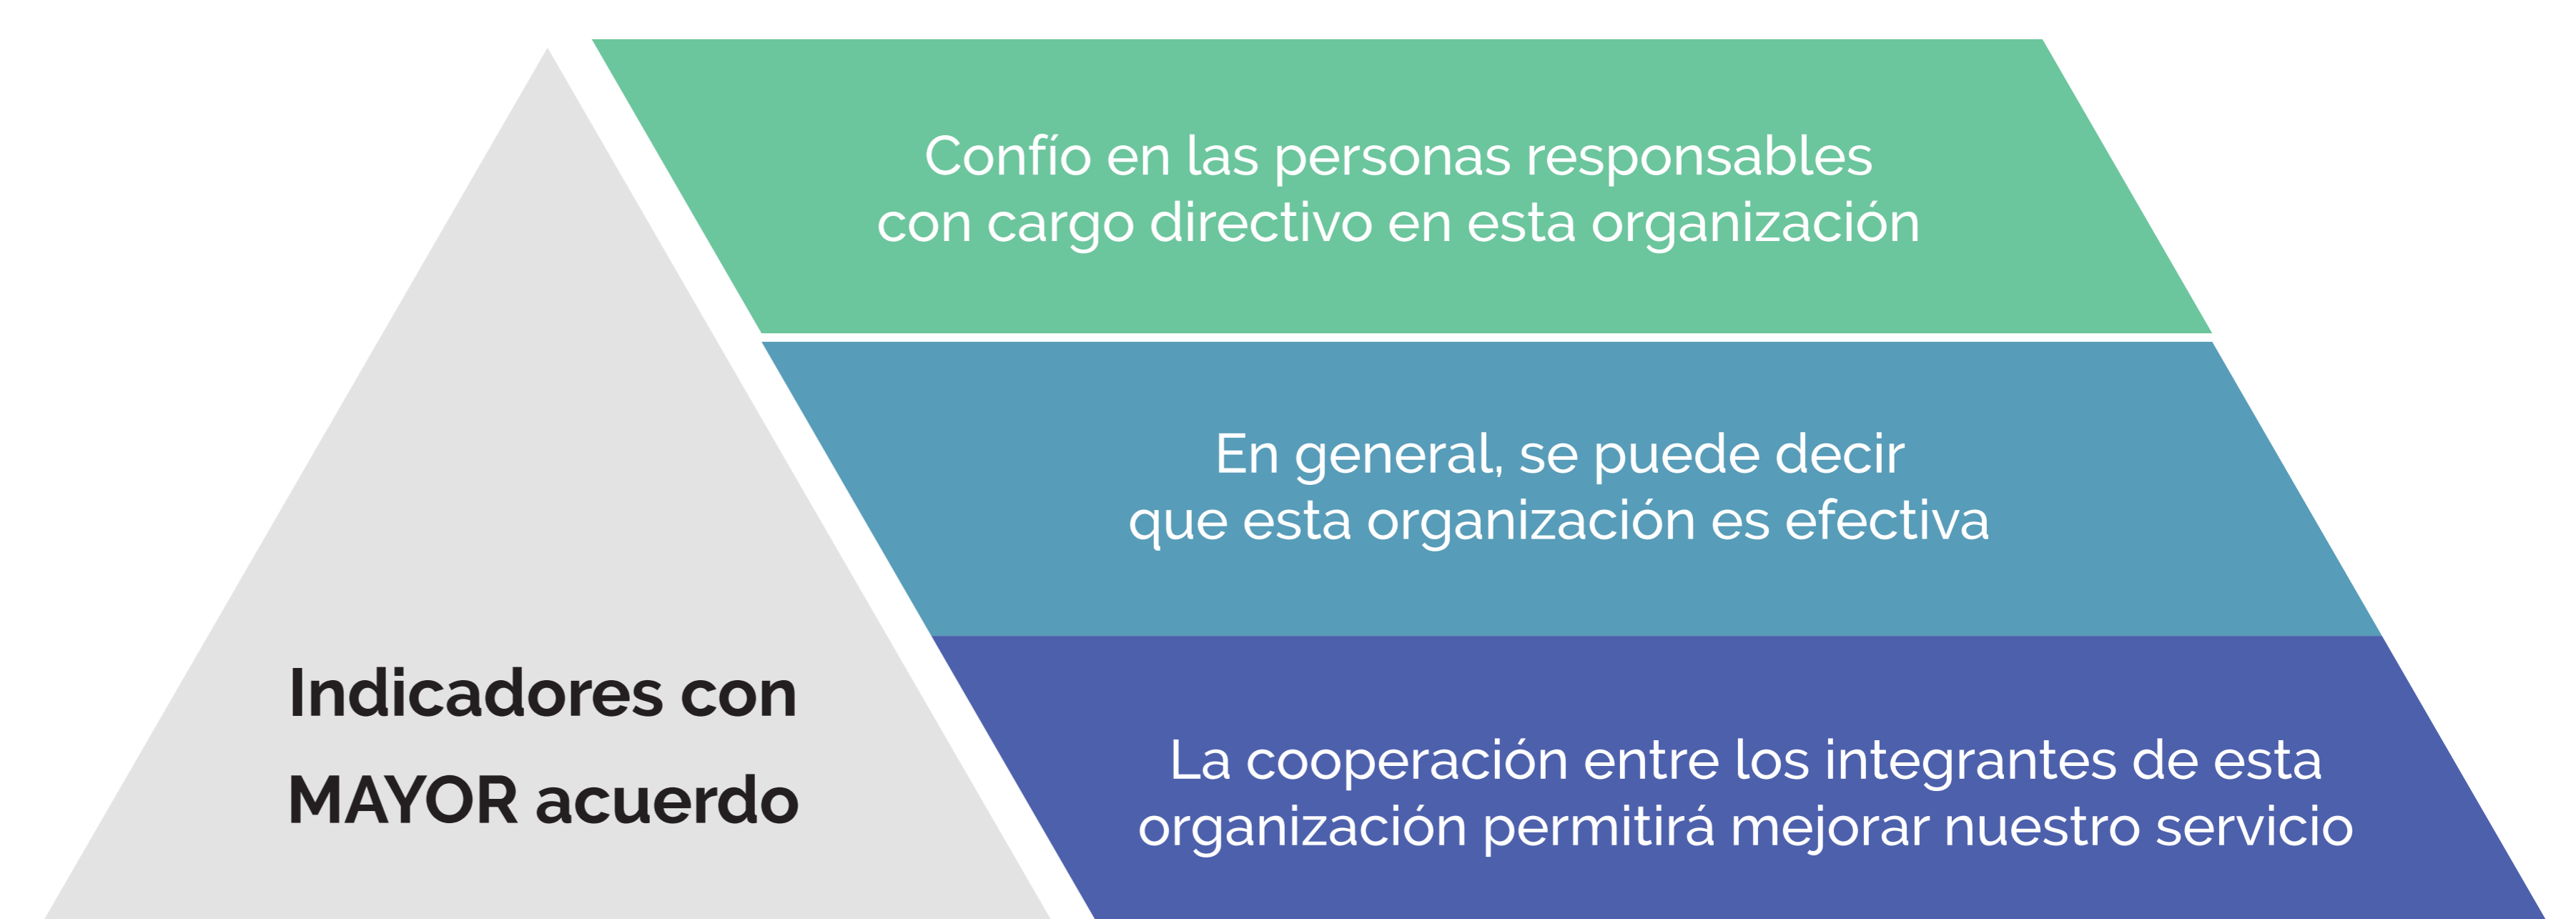 Confío en las personas responsables
con cargo directivo en esta organización
En general, se puede decir
que esta organización es efectiva
Indicadores con
MAYOR acuerdo
La cooperación entre los integrantes de esta
organización permitirá mejorar nuestro servicio